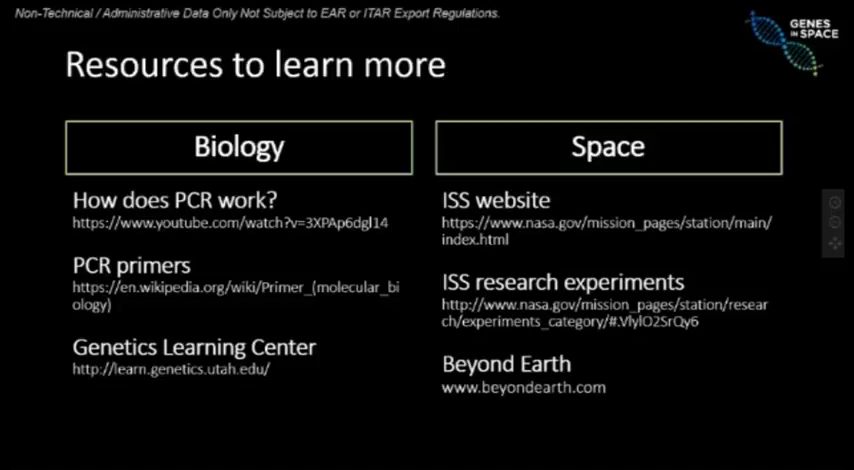 Non-Technical / Administrative Data Only Not Subject to EAR or ITAR Export Regulations.
GENES
IN SPACE
Resources to learn more
Biology
How does PCR work?
https://www.youtube.com/watch?v=3XPAp6dgl14
PCR primers
https://en.wikipedia.org/wiki/Primer_(molecular_bi
ology)
Genetics Learning Center
http://learn.genetics.utah.edu/
Space
ISS website
https://www.nasa.gov/mission_pages/station/main/
index.html
ISS research experiments
http://www.nasa.gov/mission_pages/station/resear
ch/experiments_category/#.VlylO2SrQy6
Beyond Earth
www.beyondearth.com